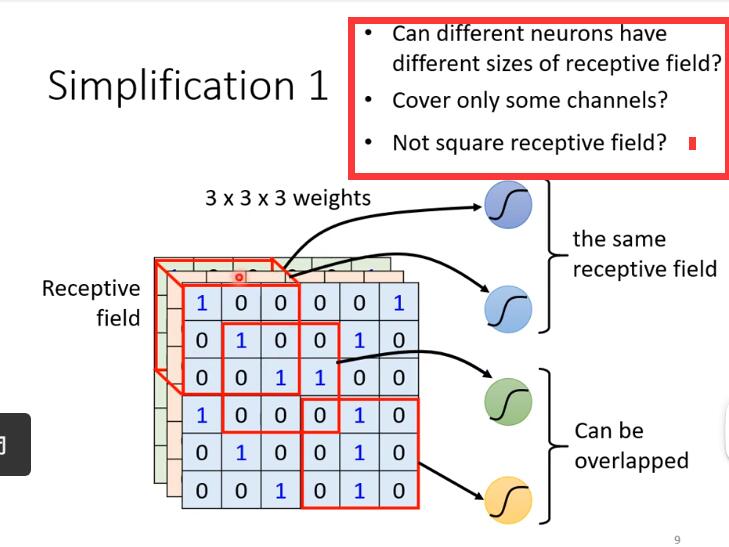 • Can different neurons have
different sizes of receptive field?
Simplification 1
• Cover only some channels?
• Not square receptive field?
3 x 3 x 3 weights
the same
receptive field
Receptive
field
1 0 0 0 0 1
0 1 0 0 1 0
0 0 1 1 0 0
1 0 0 0 1 0
0 1 0 0 1 0
0 0 1 0 1 0
Can be
overlapped
9